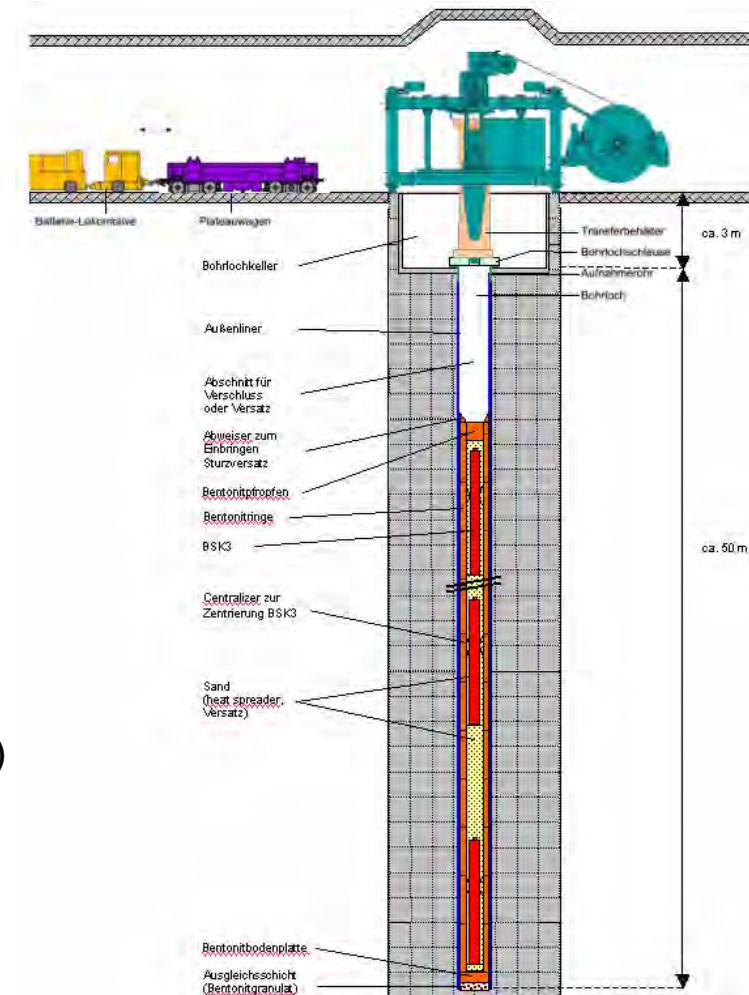 Batterie-Lokomotive
Plateauwagen
Transferbehälter
ca. 3 m
Bohrlochschleuse
Bohrlochkeller
Aufnahmerohr
Bohrloch
Außenliner
Abschnitt für
Verschluss
oder Versatz
Abweiser zum
Einbringen
Sturzversatz
Bentonitpfropfen
Bentonitringe
BSK3
ca. 50 m
Centralizer zur
Zentrierung BSK3
Sand
(heat spreader,
Versatz)
)
Bentonitbodenplatte
Ausgleichsschicht
(Bentonitgranulat)